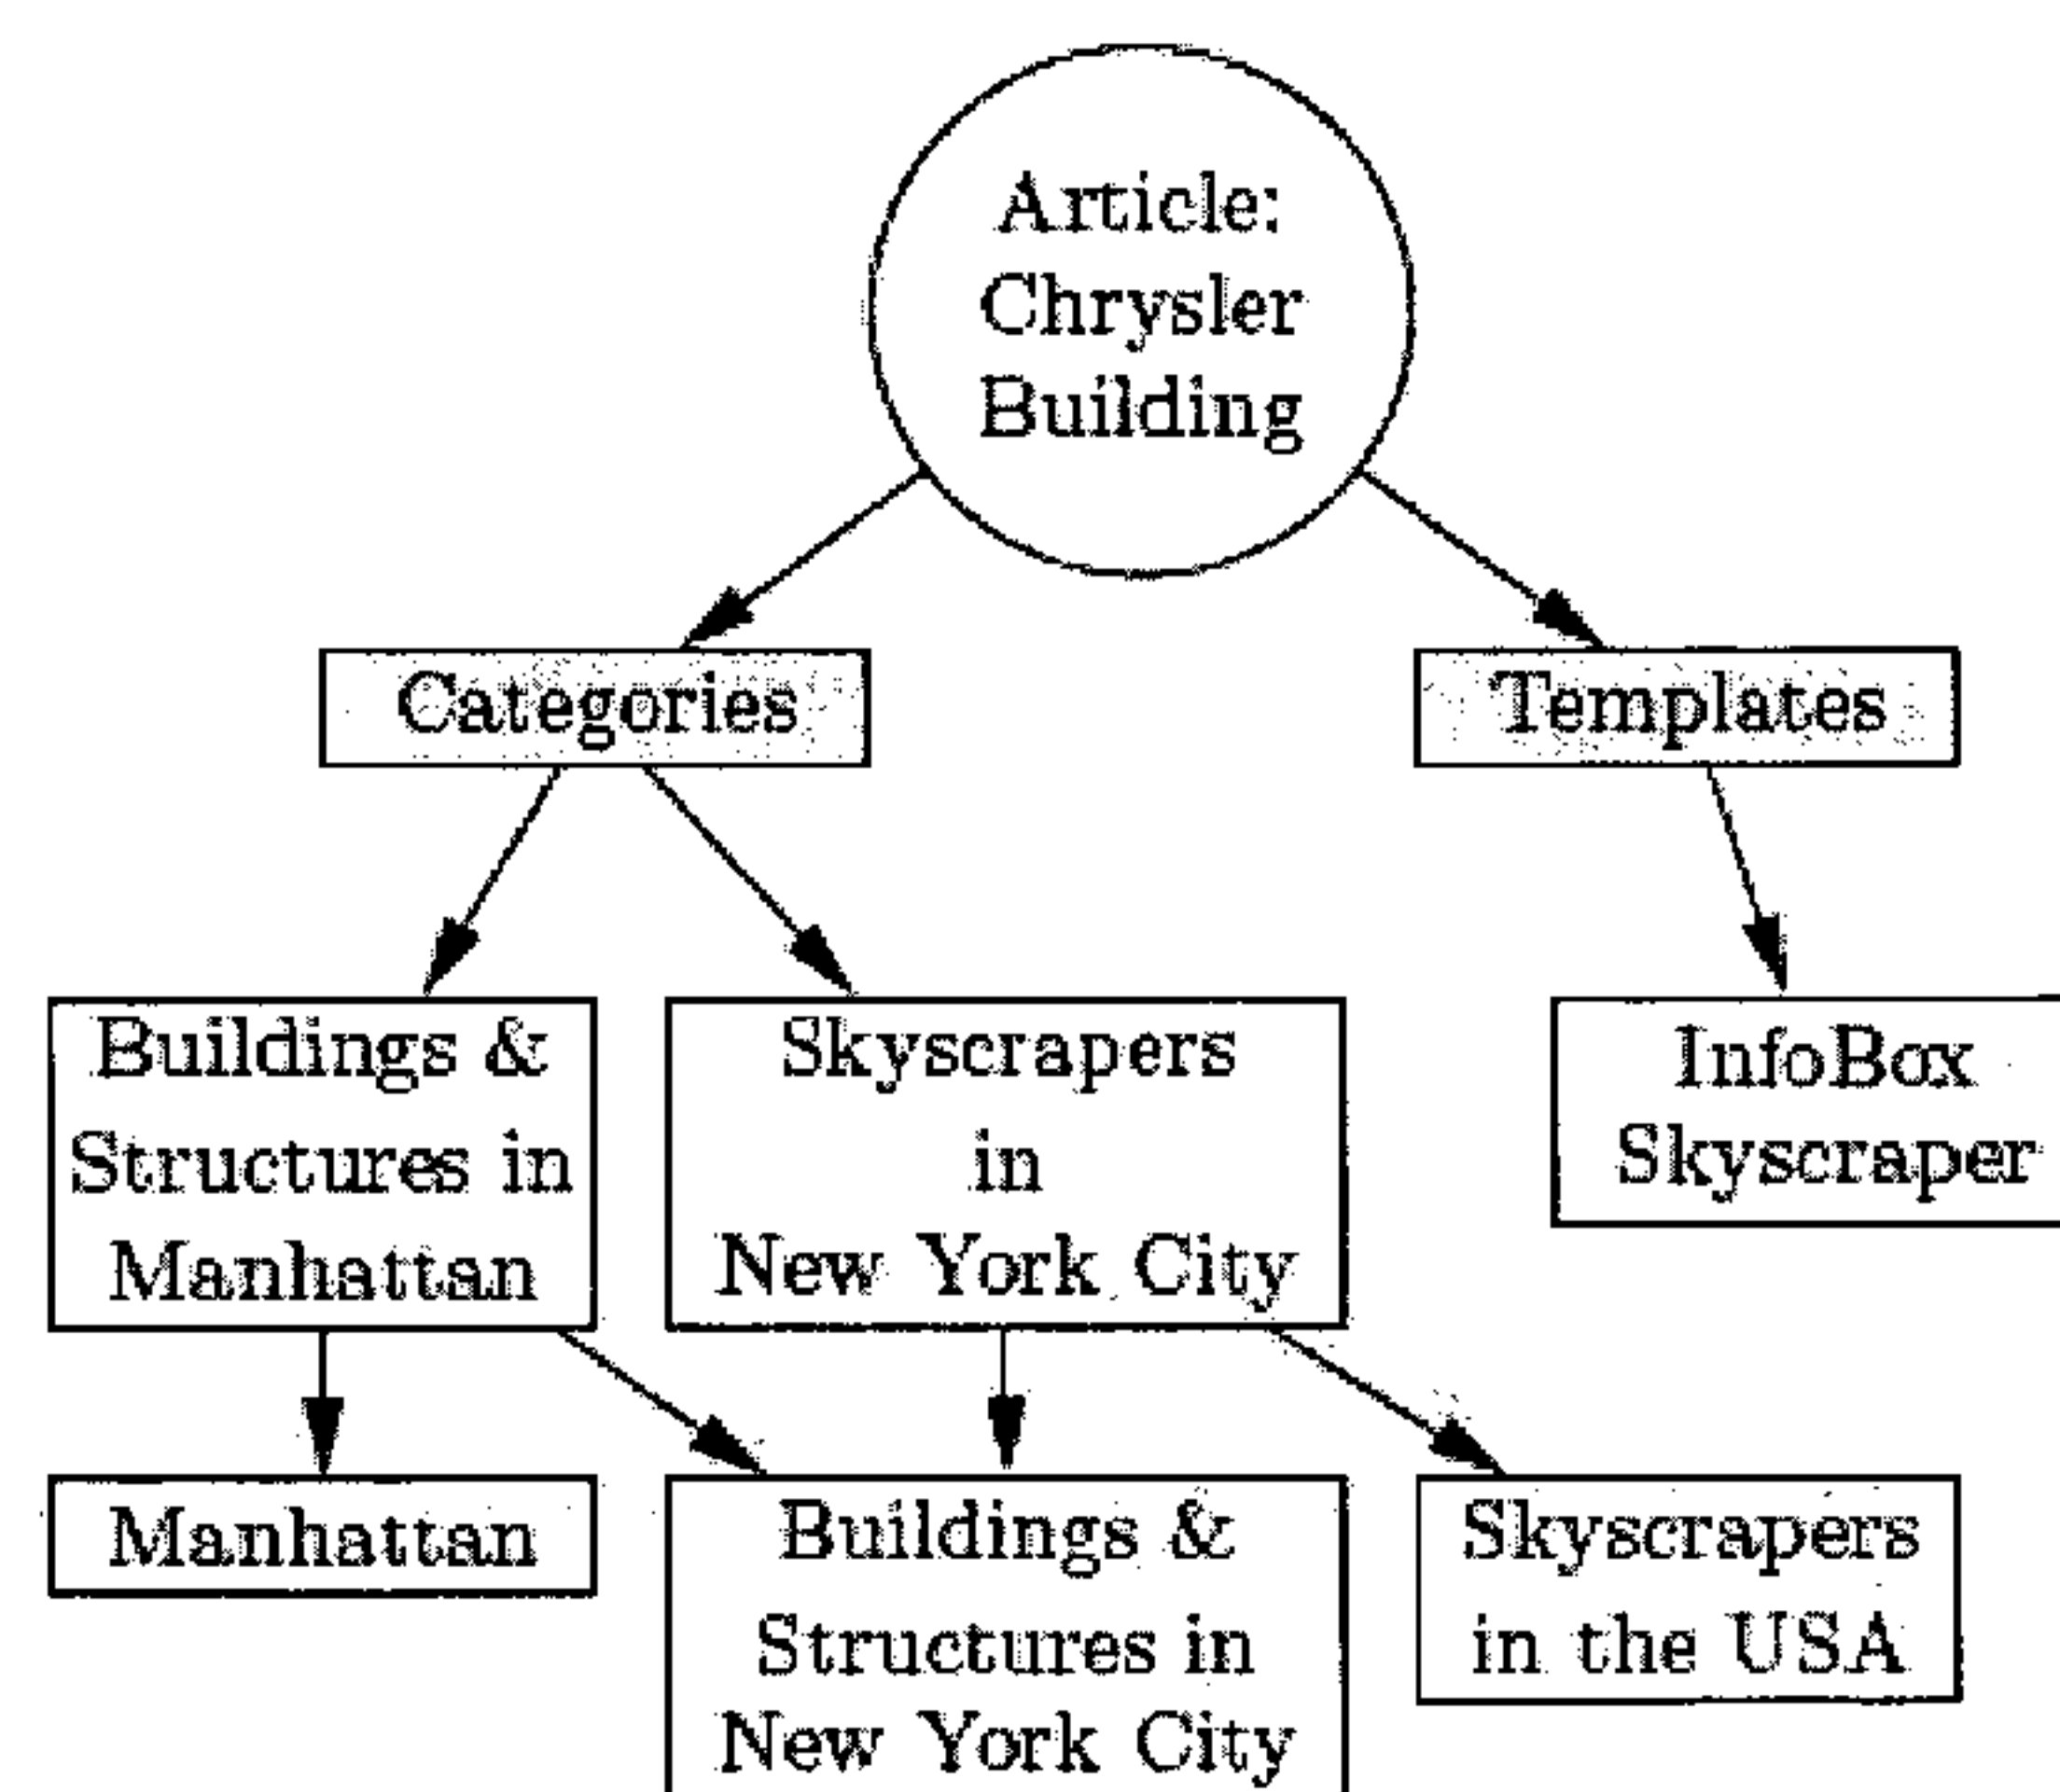 Article:
Chrysler
Building
Categories
Templates
Buildings &
Structures in
Manhattan
Skyscrapers
in
New York City
InfoBox
Skyscraper
Manhattan
Buildings &
Structures in
New York City
Skyscrapers
in the USA